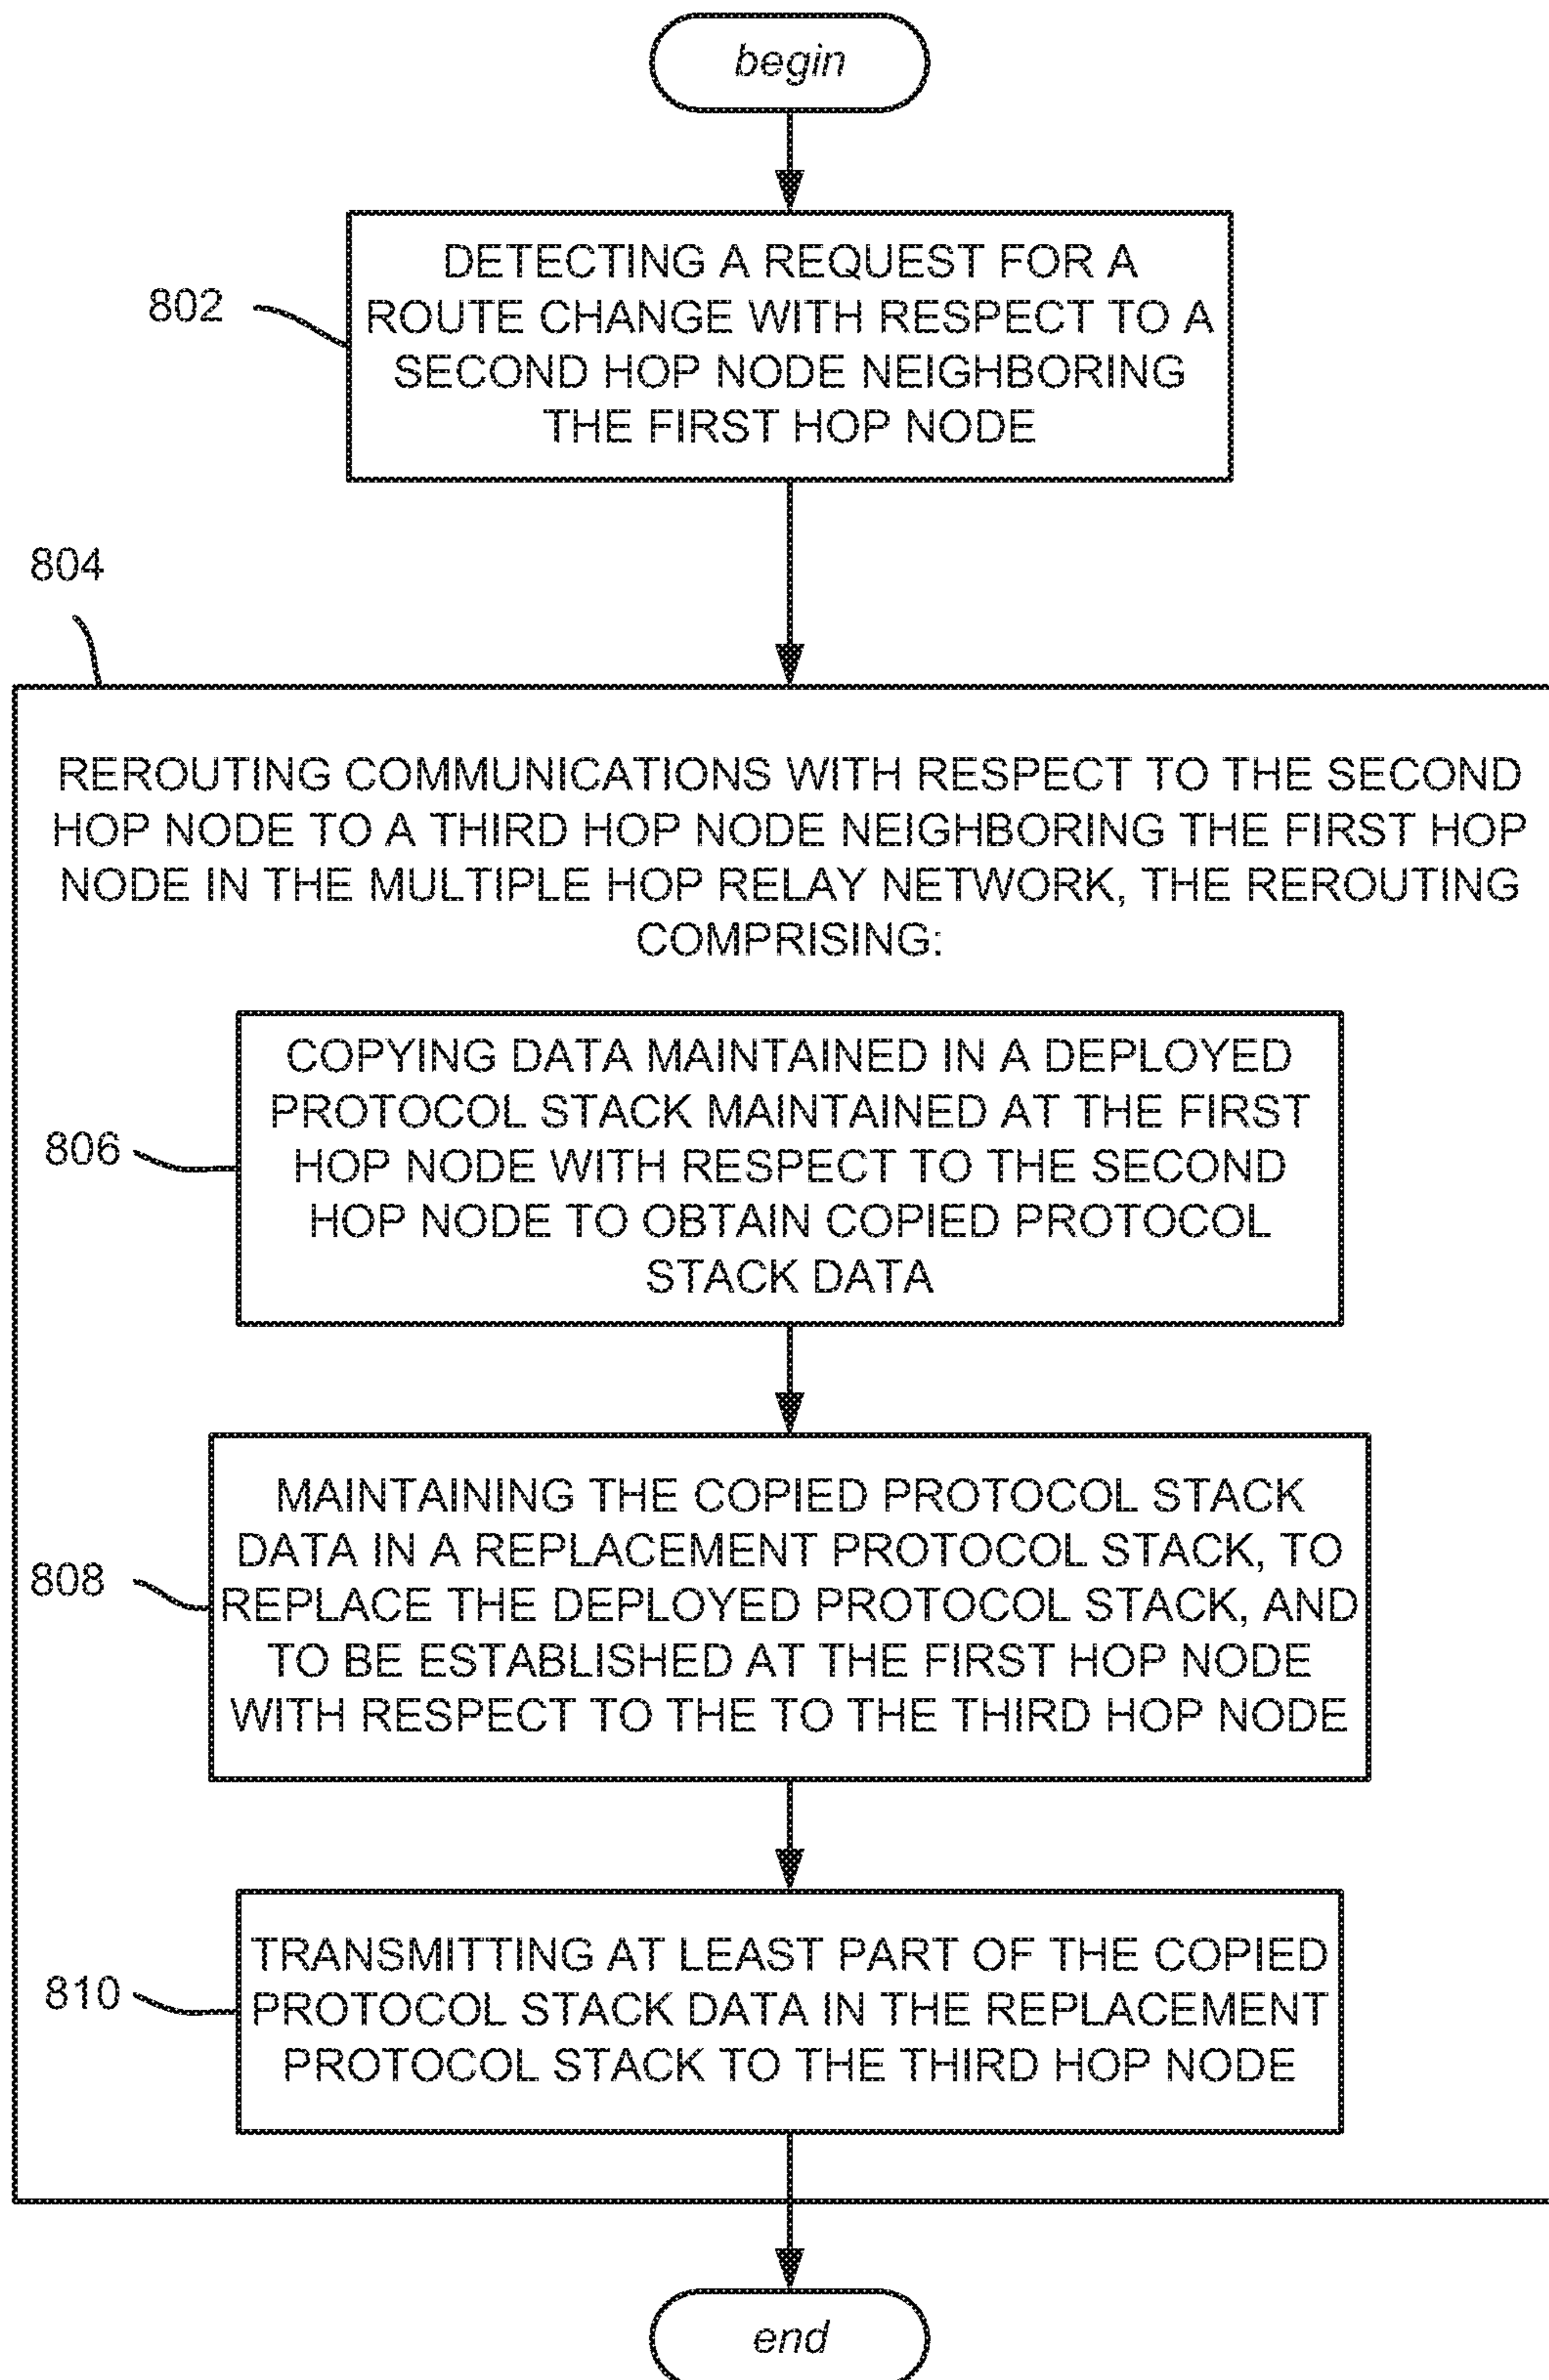 begin
802
DETECTING A REQUEST FOR A
ROUTE CHANGE WITH RESPECT TO A
SECOND HOP NODE NEIGHBORING
THE FIRST HOP NODE
804
REROUTING COMMUNICATIONS WITH RESPECT TO THE SECOND
HOP NODE TO A THIRD HOP NODE NEIGHBORING THE FIRST HOP
NODE IN THE MULTIPLE HOP RELAY NETWORK, THE REROUTING
COMPRISING:
806
COPYING DATA MAINTAINED IN A DEPLOYED
PROTOCOL STACK MAINTAINED AT THE FIRST
HOP NODE WITH RESPECT TO THE SECOND
HOP NODE TO OBTAIN COPIED PROTOCOL
STACK DATA
808
MAINTAINING THE COPIED PROTOCOL STACK
DATA IN A REPLACEMENT PROTOCOL STACK, TO
REPLACE THE DEPLOYED PROTOCOL STACK, AND
TO BE ESTABLISHED AT THE FIRST HOP NODE
WITH RESPECT TO THE TO THE THIRD HOP NODE
810
TRANSMITTING AT LEAST PART OF THE COPIED
PROTOCOL STACK DATA IN THE REPLACEMENT
PROTOCOL STACK TO THE THIRD HOP NODE
end